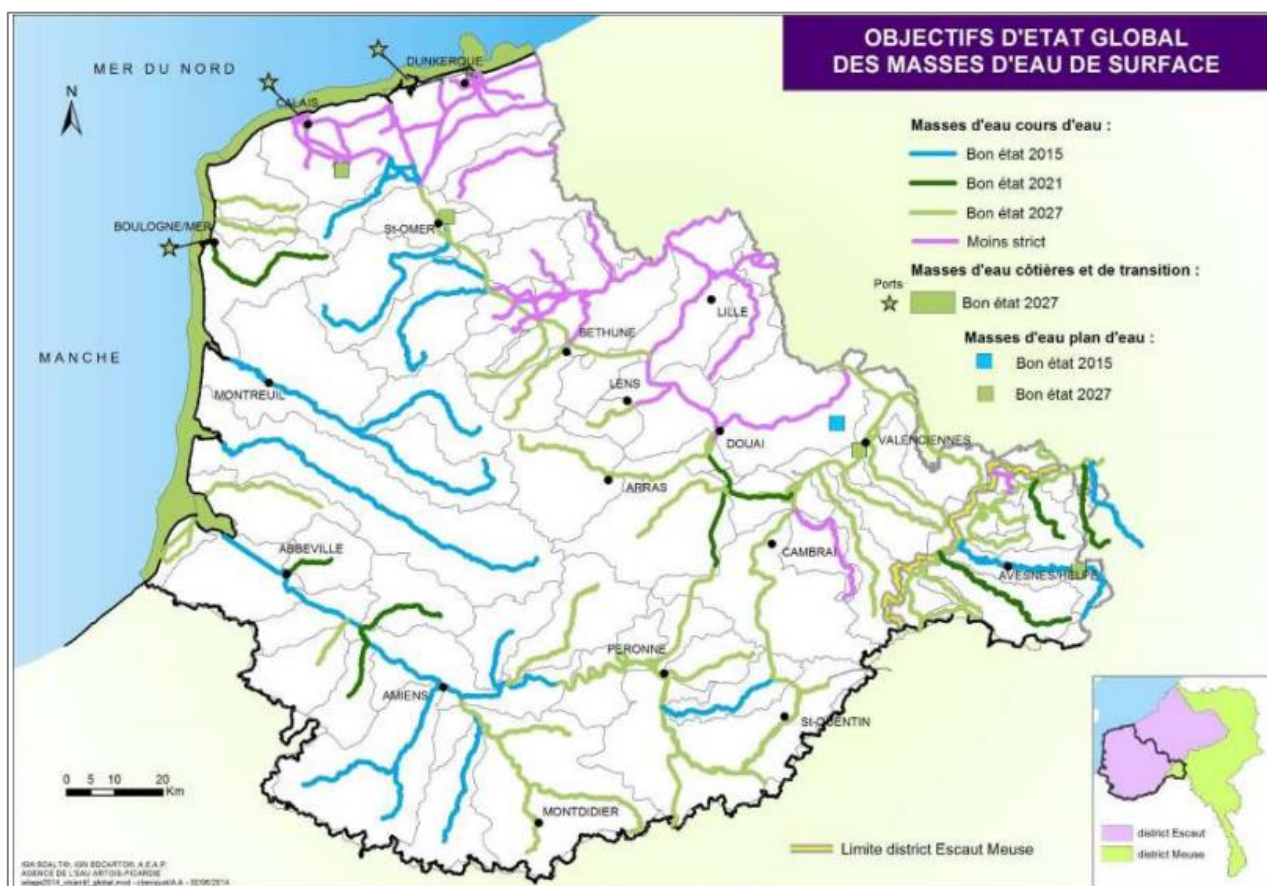 OBJECTIFS D'ETAT GLOBAL
DES MASSES D'EAU DE SURFACE
MER DU NORD
N
DUNKERQUE
CALAIS
Masses d'eau cours d'eau :
Bon état 2015
Bon état 2021
Bon état 2027
Moins strict
Masses d'eau côtières et de transition :
Ports
Bon état 2027
Masses d'eau plan d'eau :
Bon état 2015
Bon état 2027
BOULOGNE/MER
St-OMER
LILLE
BETHUNE
MANCHE
MONTREUIL
LENS
DOUAI
VALENCIENNES
ARRAS
CAMBRAI
ABBEVILLE
AVESNES/HELPE
PERONNE
AMIENS
St-QUENTIN
MONTDIDIER
0 5 10 20
Km
Limite district Escaut Meuse
district Escaut
district Meuse
AGENCE DE L'EAU ARTOIS-PICARDIE